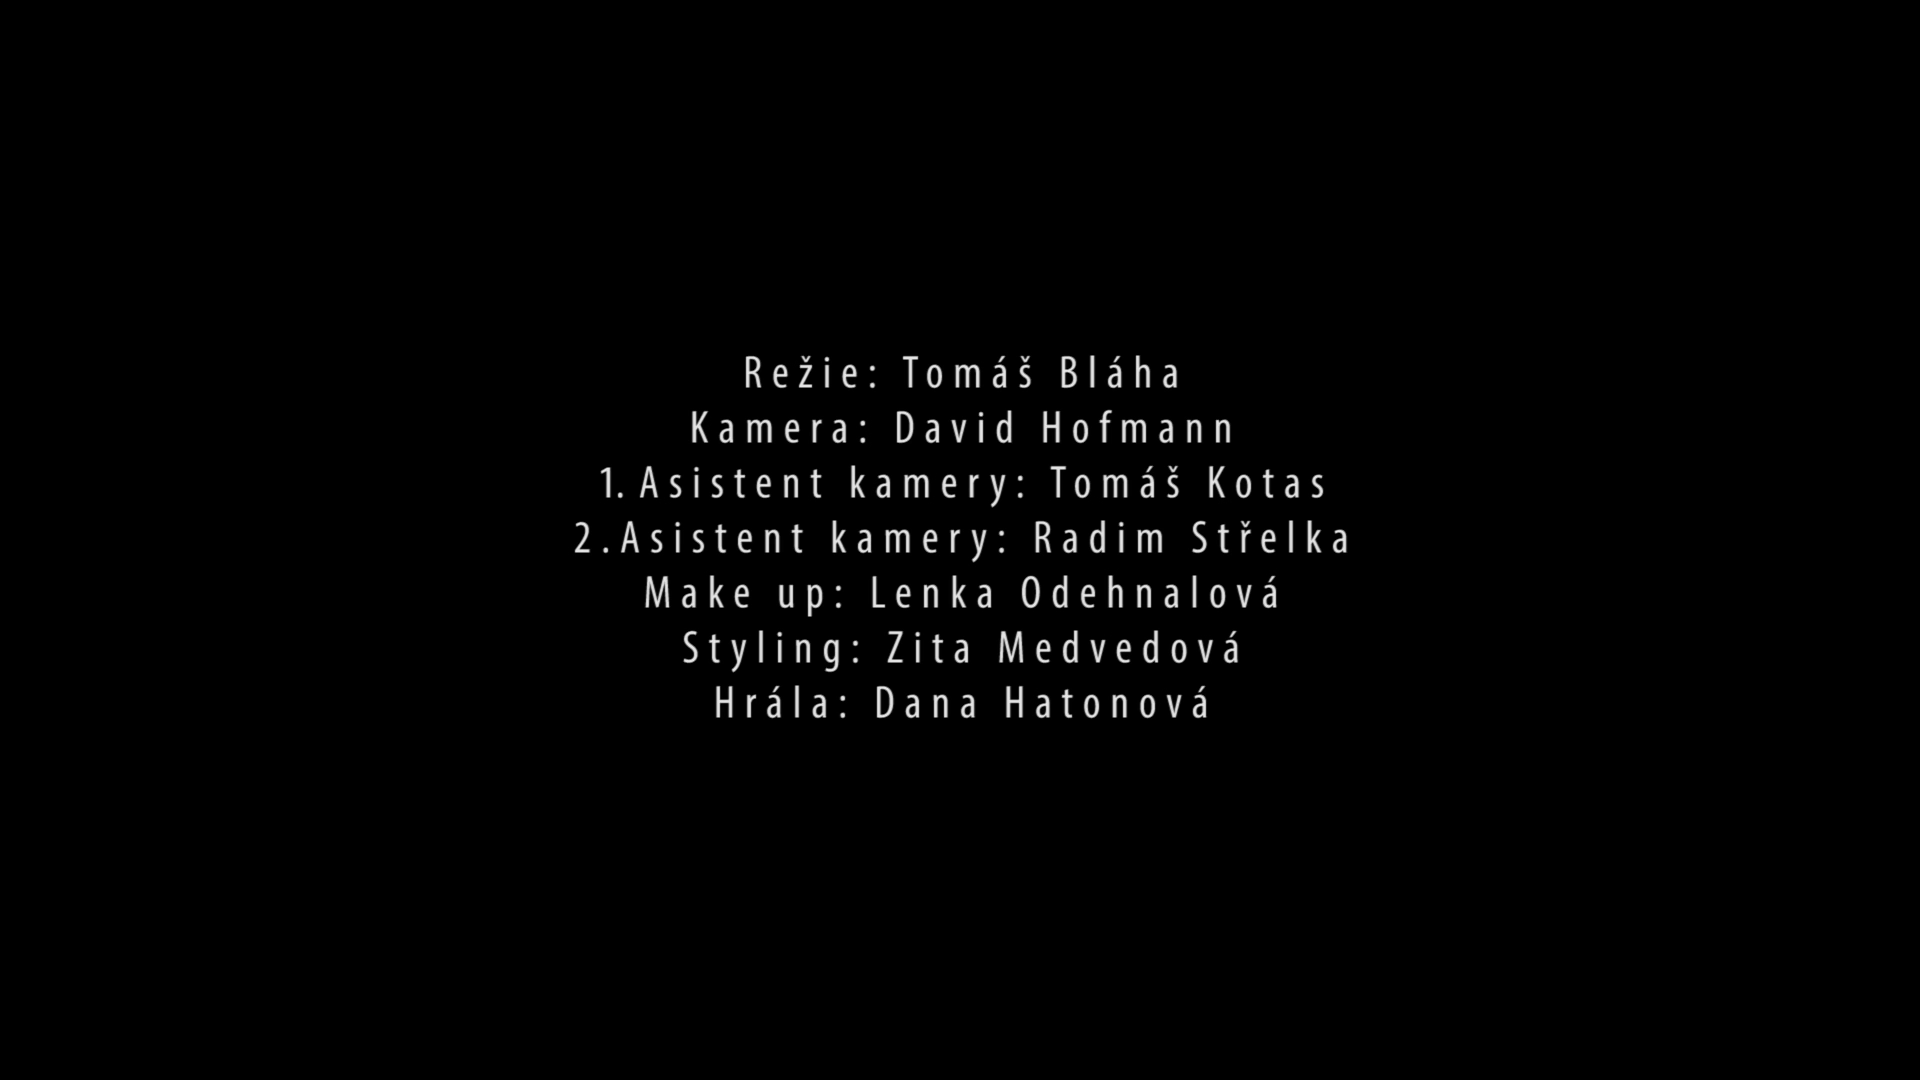 Režie: Tomáš Bláha
Kamera: David Hofmann
1. Asistent kamery: Tomáš Kotas
2.Asistent kamery: Radim Střelka
Make up: Lenka Odehnalová
Styling: Zita Medvedová
Hrála: Dana Hatonová